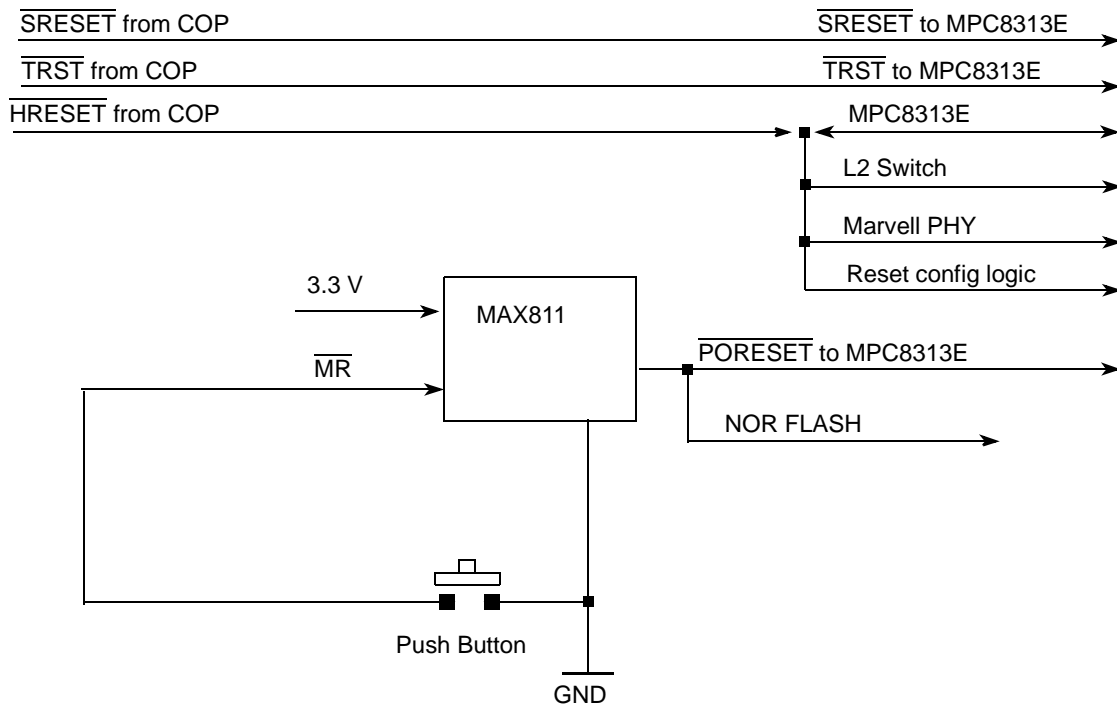 SRESET from COP
SRESET to MPC8313E
TRST from COP
TRST to MPC8313E
HRESET from COP
MPC8313E
L2 Switch
Marvell PHY
Reset config logic
3.3 V
MAX811
MR
PORESET to MPC8313E
NOR FLASH
Push Button
GND